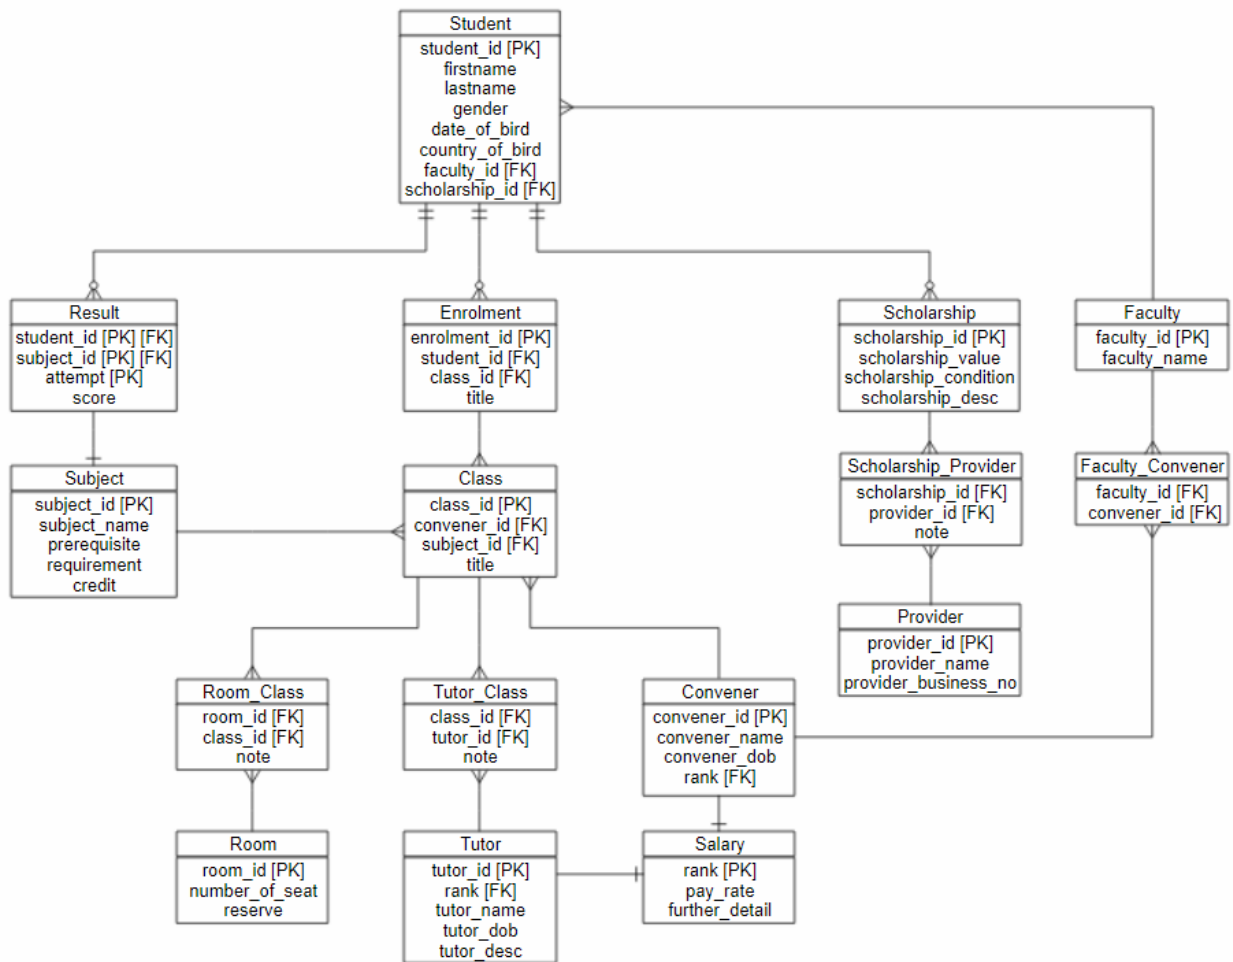 Student
student_id [PK]
firstname
lastname
gender
date_of_bird
country_of_bird
faculty_id [FK]
scholarship_id [FK]
Result
student_id [PK] [FK]
subject_id [PK] [FK]
attempt [PK]
score
Enrolment
enrolment_id [PK]
student_id [FK]
class_id [FK]
title
Scholarship
scholarship_id [PK]
scholarship_value
scholarship_condition
scholarship_desc
Faculty
faculty_id [PK]
faculty_name
Subject
subject_id [PK]
subject_name
prerequisite
requirement
credit
Class
class_id [PK]
convener_id [FK]
subject_id [FK]
title
Scholarship_Provider
scholarship_id [FK]
provider_id [FK]
note
Faculty_Convener
faculty_id [FK]
convener_id [FK]
Provider
provider_id [PK]
provider_name
provider_business_no
Room_Class
room_id [FK]
class_id [FK]
note
Tutor_Class
class_id [FK]
tutor_id [FK]
note
Convener
convener_id [PK]
convener_name
convener_dob
rank [FK]
Room
room_id [PK]
number_of_seat
reserve
Tutor
tutor_id [PK]
rank [FK]
tutor_name
tutor_dob
tutor_desc
Salary
rank [PK]
pay_rate
further_detail